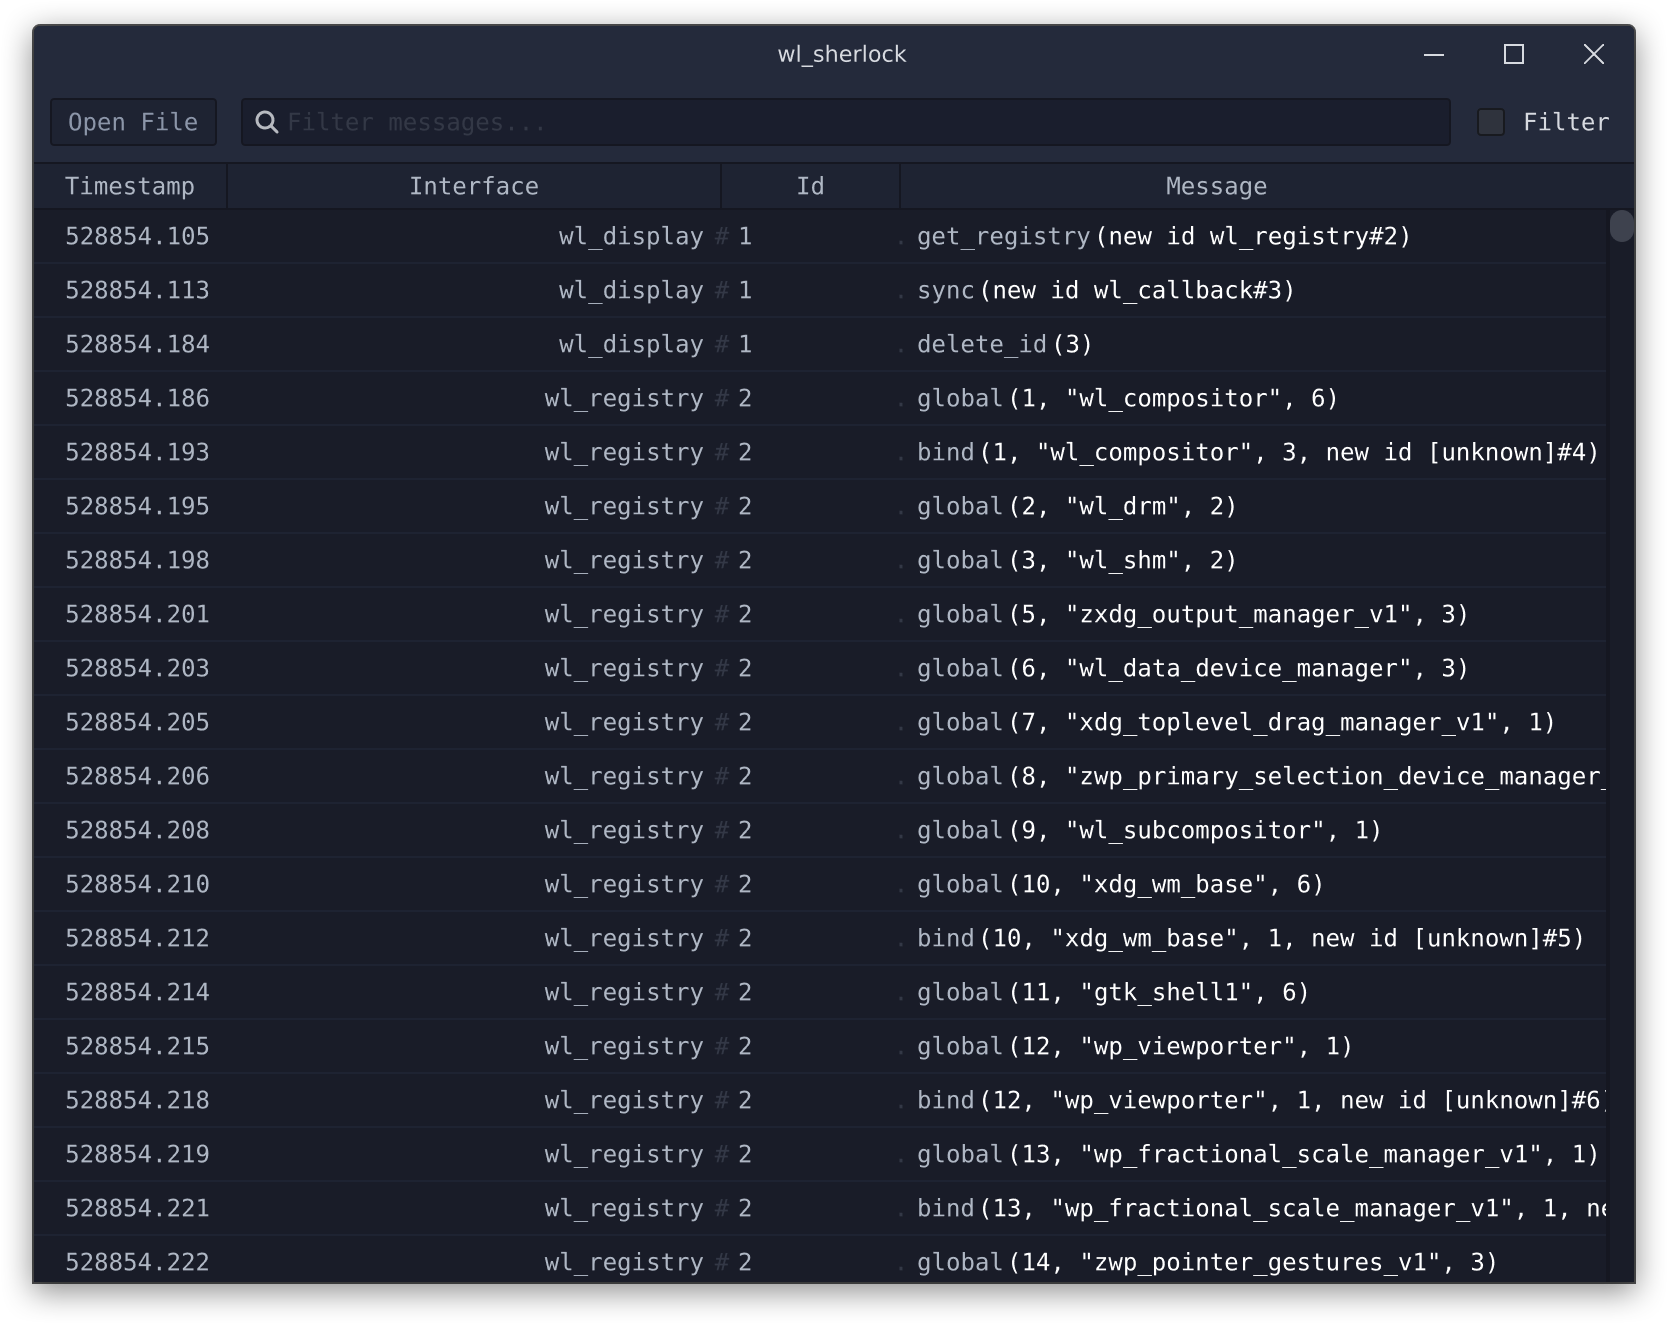 wl_sherlock
Open File Filter messages... Filter
Timestamp Interface Id Message
528854.105 wl_display # 1 . get_registry(new id wl_registry#2)
528854.113 wl_display # 1 . sync(new id wl_callback#3)
528854.184 wl_display # 1 . delete_id(3)
528854.186 wl_registry # 2 . global(1, "wl_compositor", 6)
528854.193 wl_registry # 2 . bind(1, "wl_compositor", 3, new id [unknown]#4)
528854.195 wl_registry # 2 . global(2, "wl_drm", 2)
528854.198 wl_registry # 2 . global(3, "wl_shm", 2)
528854.201 wl_registry # 2 . global(5, "zxdg_output_manager_v1", 3)
528854.203 wl_registry # 2 . global(6, "wl_data_device_manager", 3)
528854.205 wl_registry # 2 . global(7, "xdg_toplevel_drag_manager_v1", 1)
528854.206 wl_registry # 2 . global(8, "zwp_primary_selection_device_manager_
528854.208 wl_registry # 2 . global(9, "wl_subcompositor", 1)
528854.210 wl_registry # 2 . global(10, "xdg_wm_base", 6)
528854.212 wl_registry # 2 . bind(10, "xdg_wm_base", 1, new id [unknown]#5)
528854.214 wl_registry # 2 . global(11, "gtk_shell1", 6)
528854.215 wl_registry # 2 . global(12, "wp_viewporter", 1)
528854.218 wl_registry # 2 . bind(12, "wp_viewporter", 1, new id [unknown]#6)
528854.219 wl_registry # 2 . global(13, "wp_fractional_scale_manager_v1", 1)
528854.221 wl_registry # 2 . bind(13, "wp_fractional_scale_manager_v1", 1, ne
528854.222 wl_registry # 2 . global(14, "zwp_pointer_gestures_v1", 3)